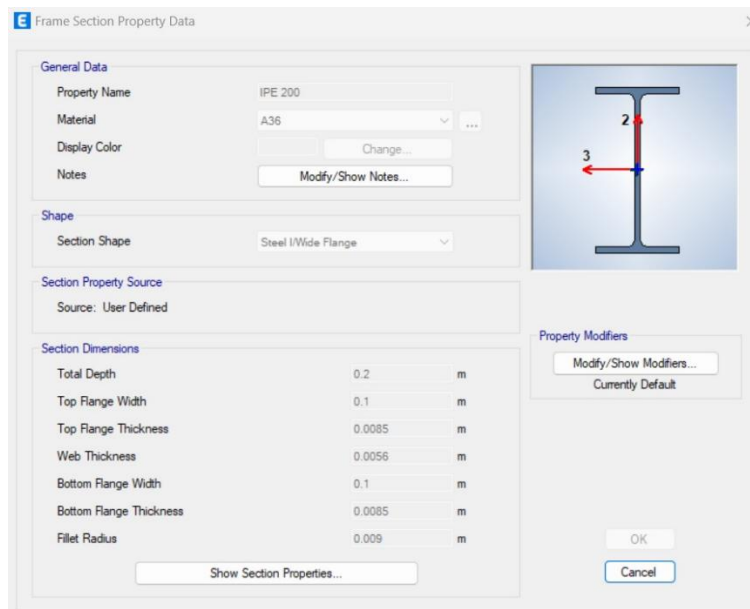 E Frame Section Property Data
General Data
Property Name IPE 200
Material A36 ...
Display Color Change...
Notes Modify/Show Notes...
Shape
Section Shape Steel I/Wide Flange
Section Property Source
Source: User Defined
Section Dimensions
Total Depth 0.2 m
Top Flange Width 0.1 m
Top Flange Thickness 0.0085 m
Web Thickness 0.0056 m
Bottom Flange Width 0.1 m
Bottom Flange Thickness 0.0085 m
Fillet Radius 0.009 m
Show Section Properties...
2
3
Property Modifiers
Modify/Show Modifiers...
Currently Default
OK
Cancel